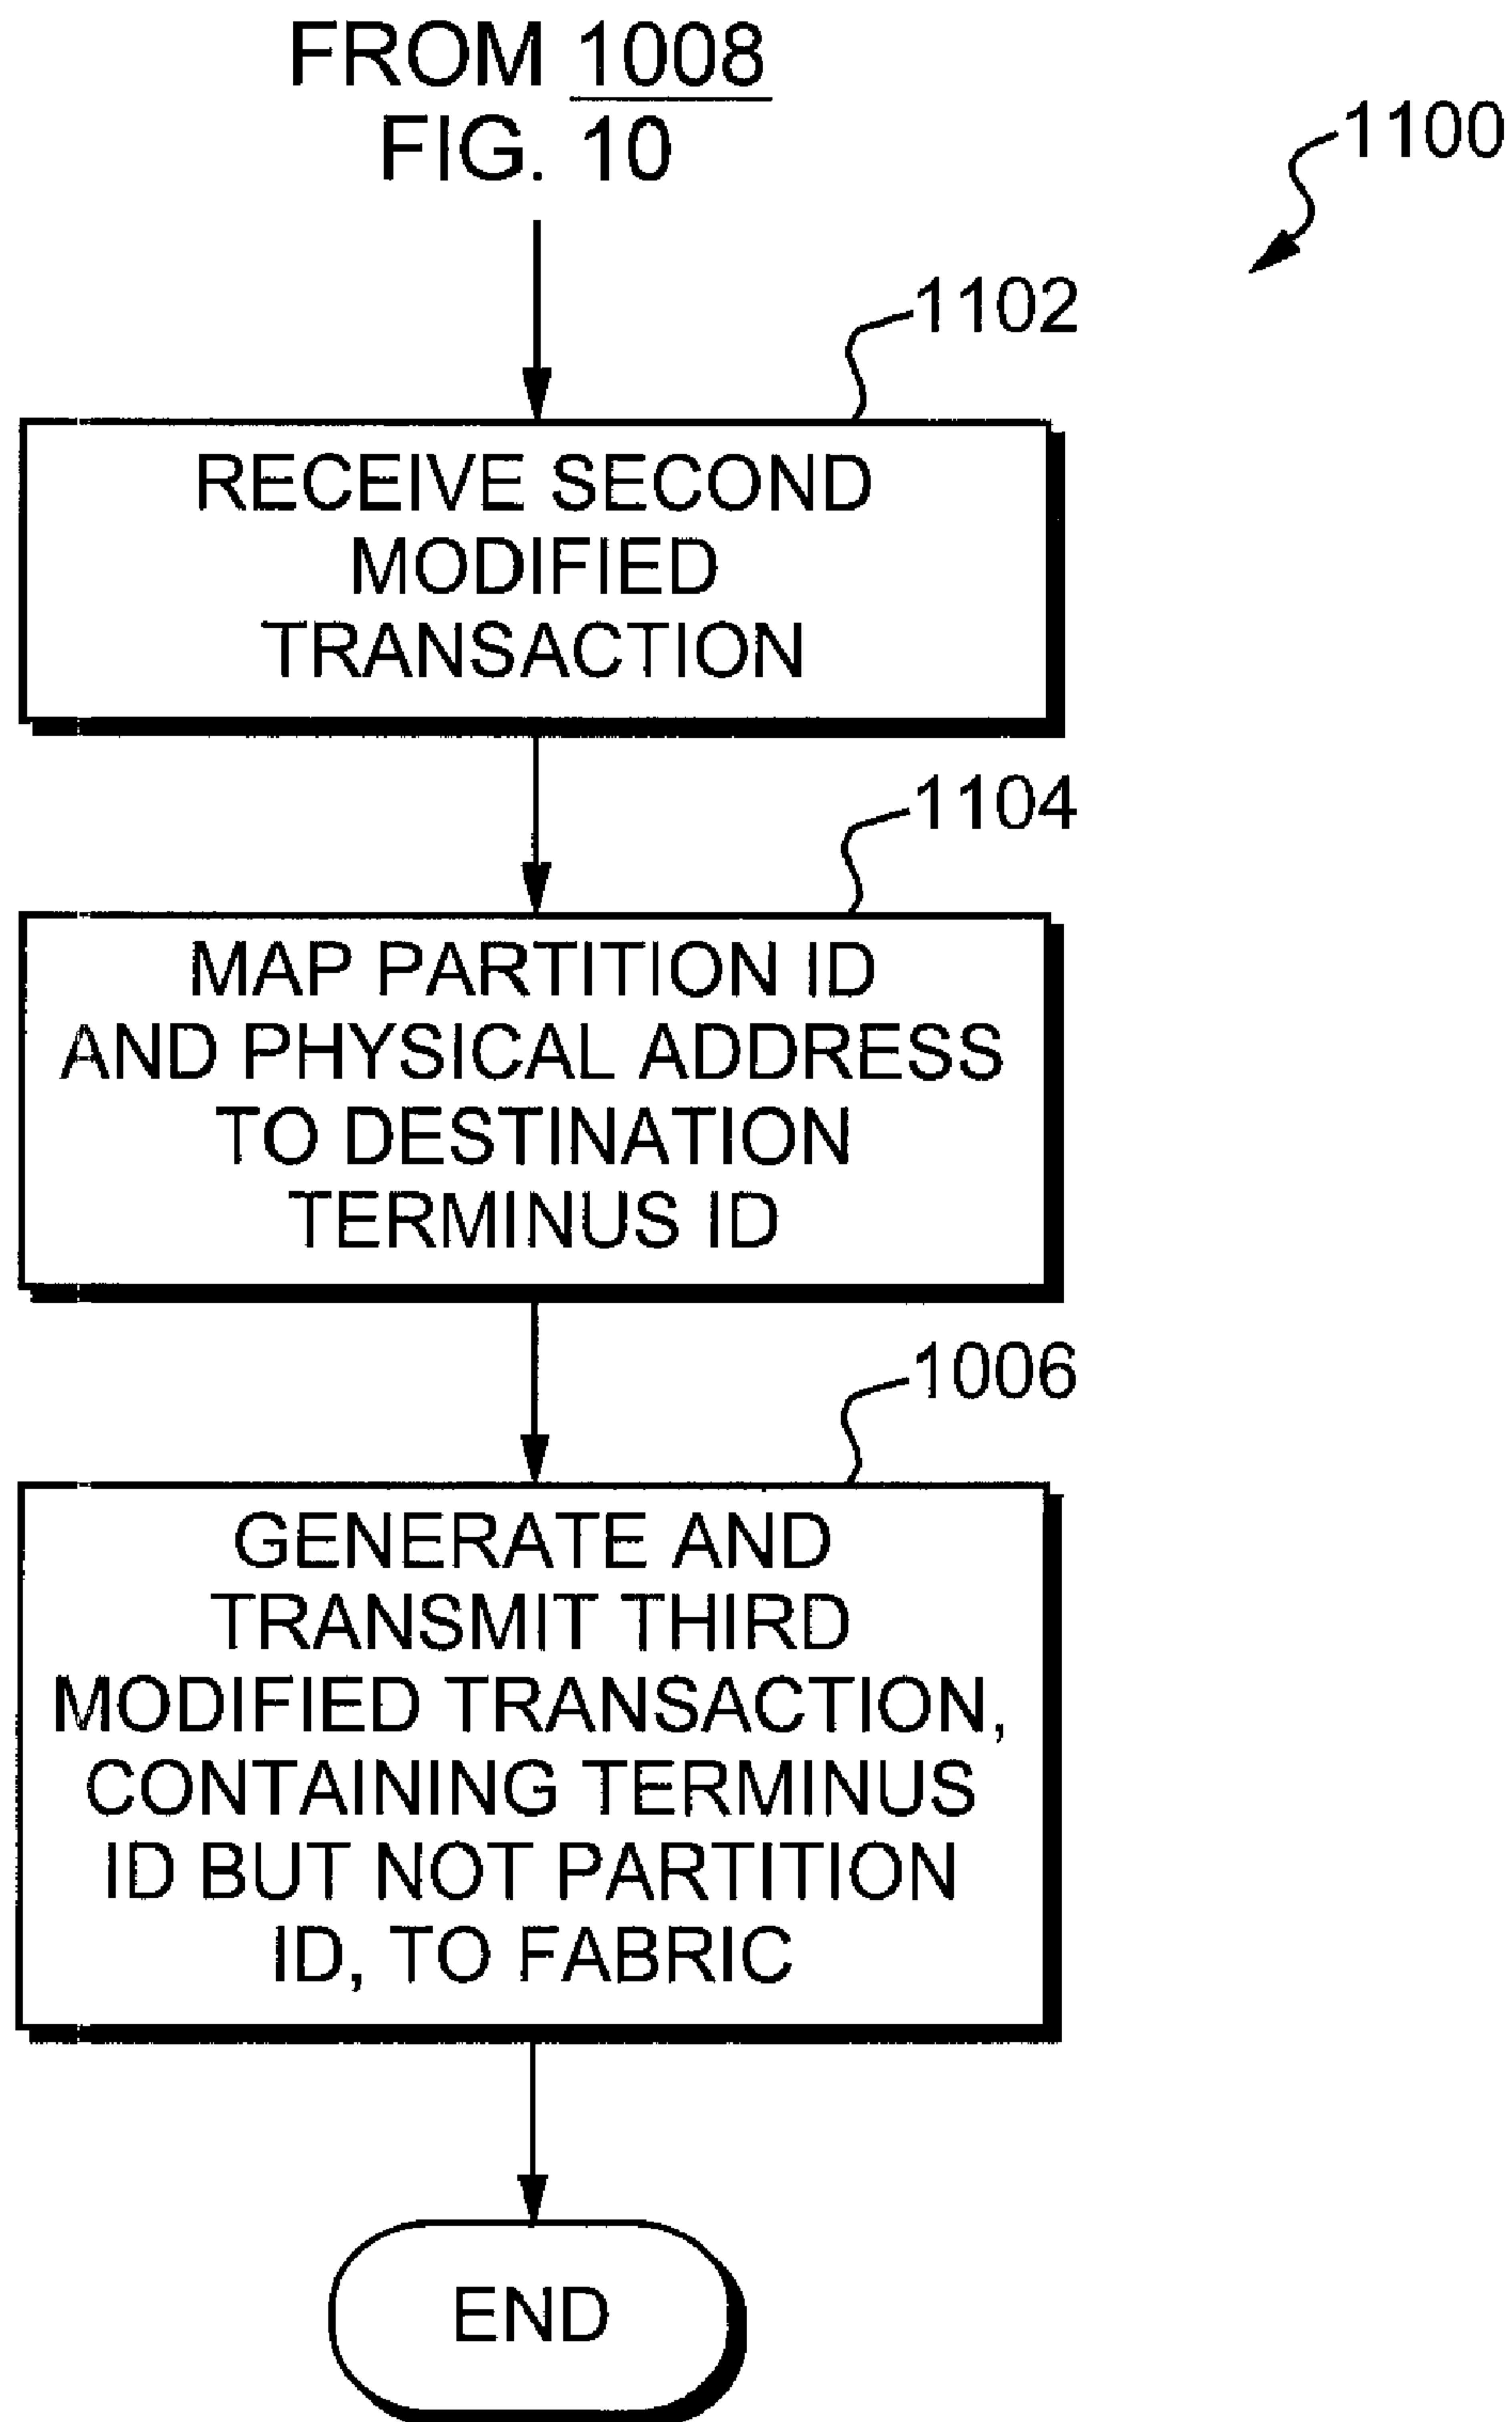 FROM 1008
FIG. 10
1100
1102
RECEIVE SECOND
MODIFIED
TRANSACTION
1104
MAP PARTITION ID
AND PHYSICAL ADDRESS
TO DESTINATION
TERMINUS ID
1006
GENERATE AND
TRANSMIT THIRD
MODIFIED TRANSACTION,
CONTAINING TERMINUS
ID BUT NOT PARTITION
ID, TO FABRIC
END